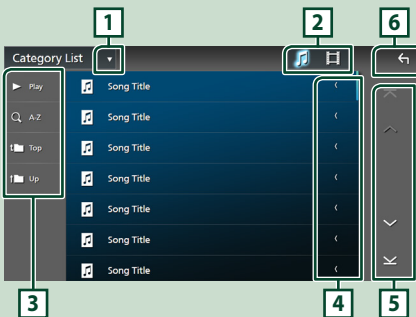 1
2
6
Category List
Play
Song Title
A-Z
Song Title
Top
Song Title
Up
Song Title
Song Title
Song Title
Song Title
3
4
5